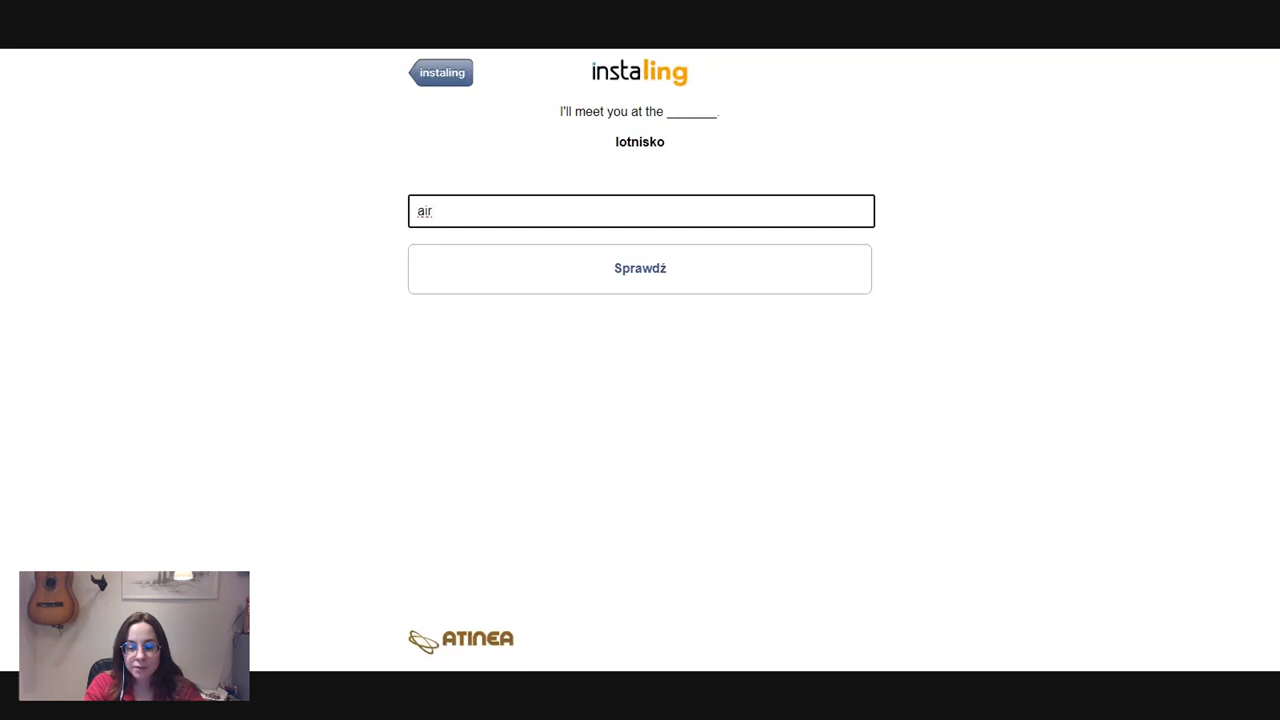 instaling
instaling
I'll meet you at the _______.
lotnisko
air
Sprawdź
ATINEA